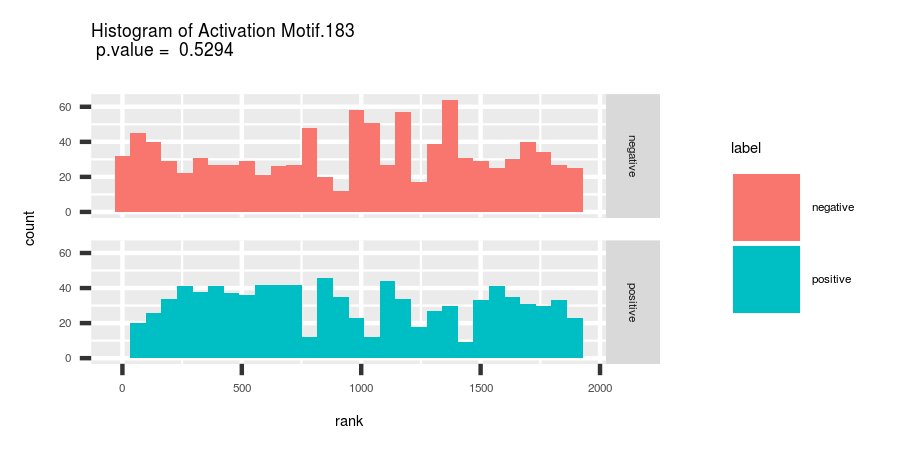 Histogram of Activation Motif.183
p.value =  0.5294
count
60
40
20
0
negative
60
40
20
0
positive
0
500
1000
1500
2000
rank
label
negative
positive